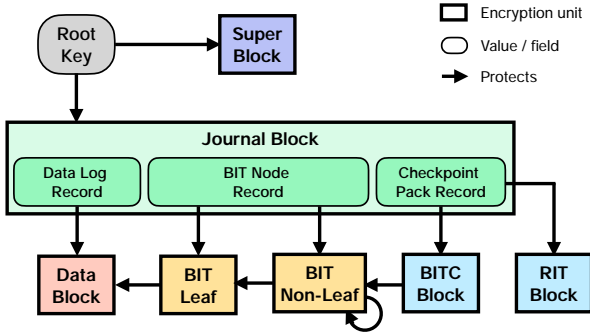 Root
Key
Super
Block
Encryption unit
Value / field
Protects
Journal Block
Data Log
Record
BIT Node
Record
Checkpoint
Pack Record
Data
Block
BIT
Leaf
BIT
Non-Leaf
BITC
Block
RIT
Block